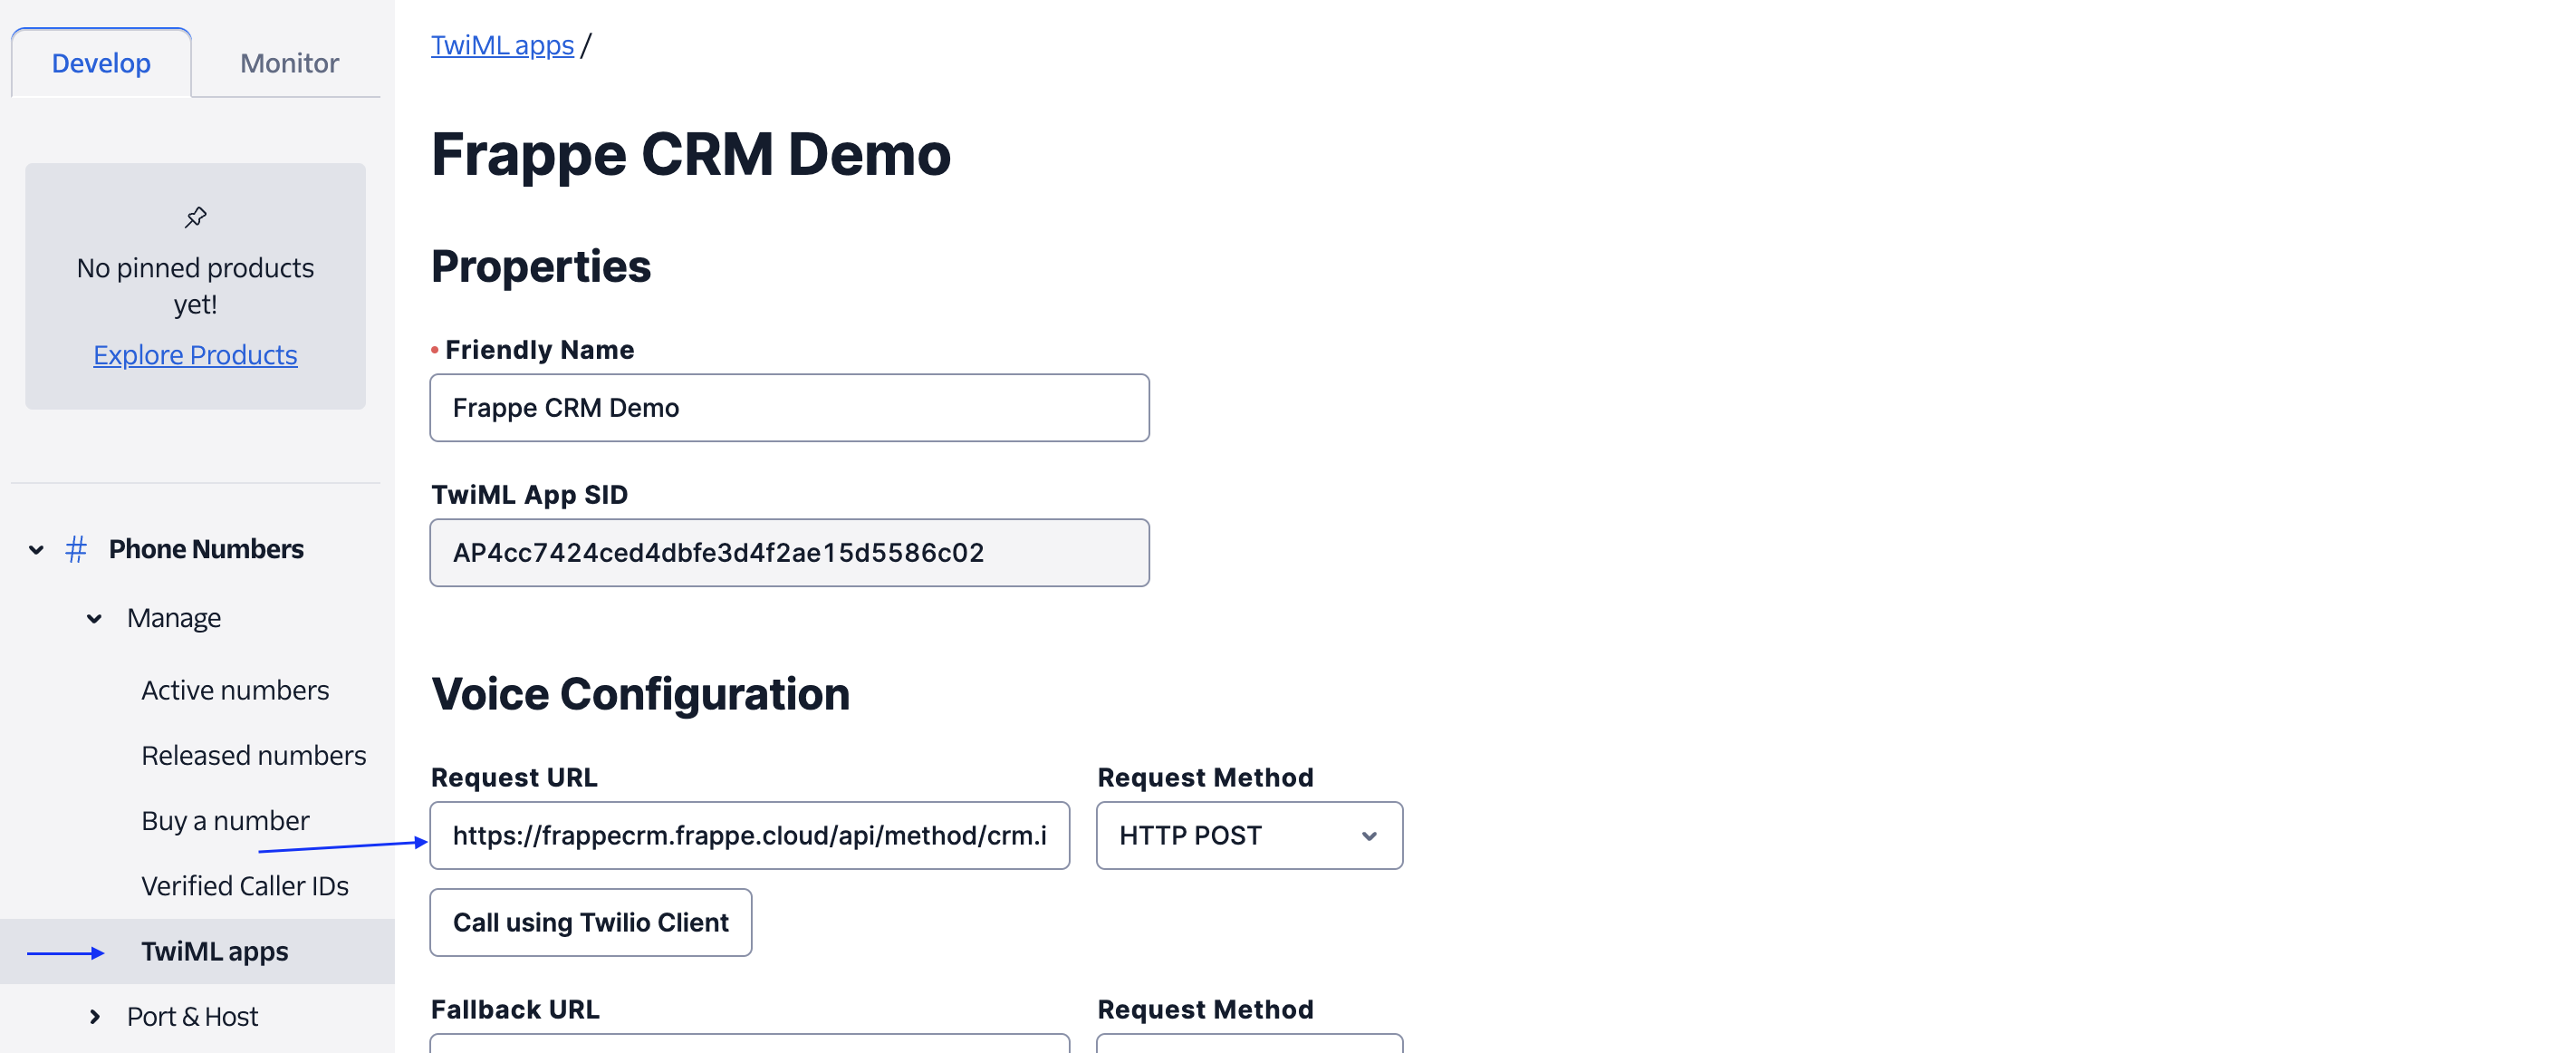 Develop
Monitor
No pinned products
yet!
Explore Products
# Phone Numbers
Manage
Active numbers
Released numbers
Buy a number
Verified Caller IDs
TwiML apps
Port & Host
TwiML apps /
Frappe CRM Demo
Properties
Friendly Name
Frappe CRM Demo
TwiML App SID
AP4cc7424ced4dbfe3d4f2ae15d5586c02
Voice Configuration
Request URL
Request Method
https://frappecrm.frappe.cloud/api/method/crm.i
HTTP POST
Call using Twilio Client
Fallback URL
Request Method